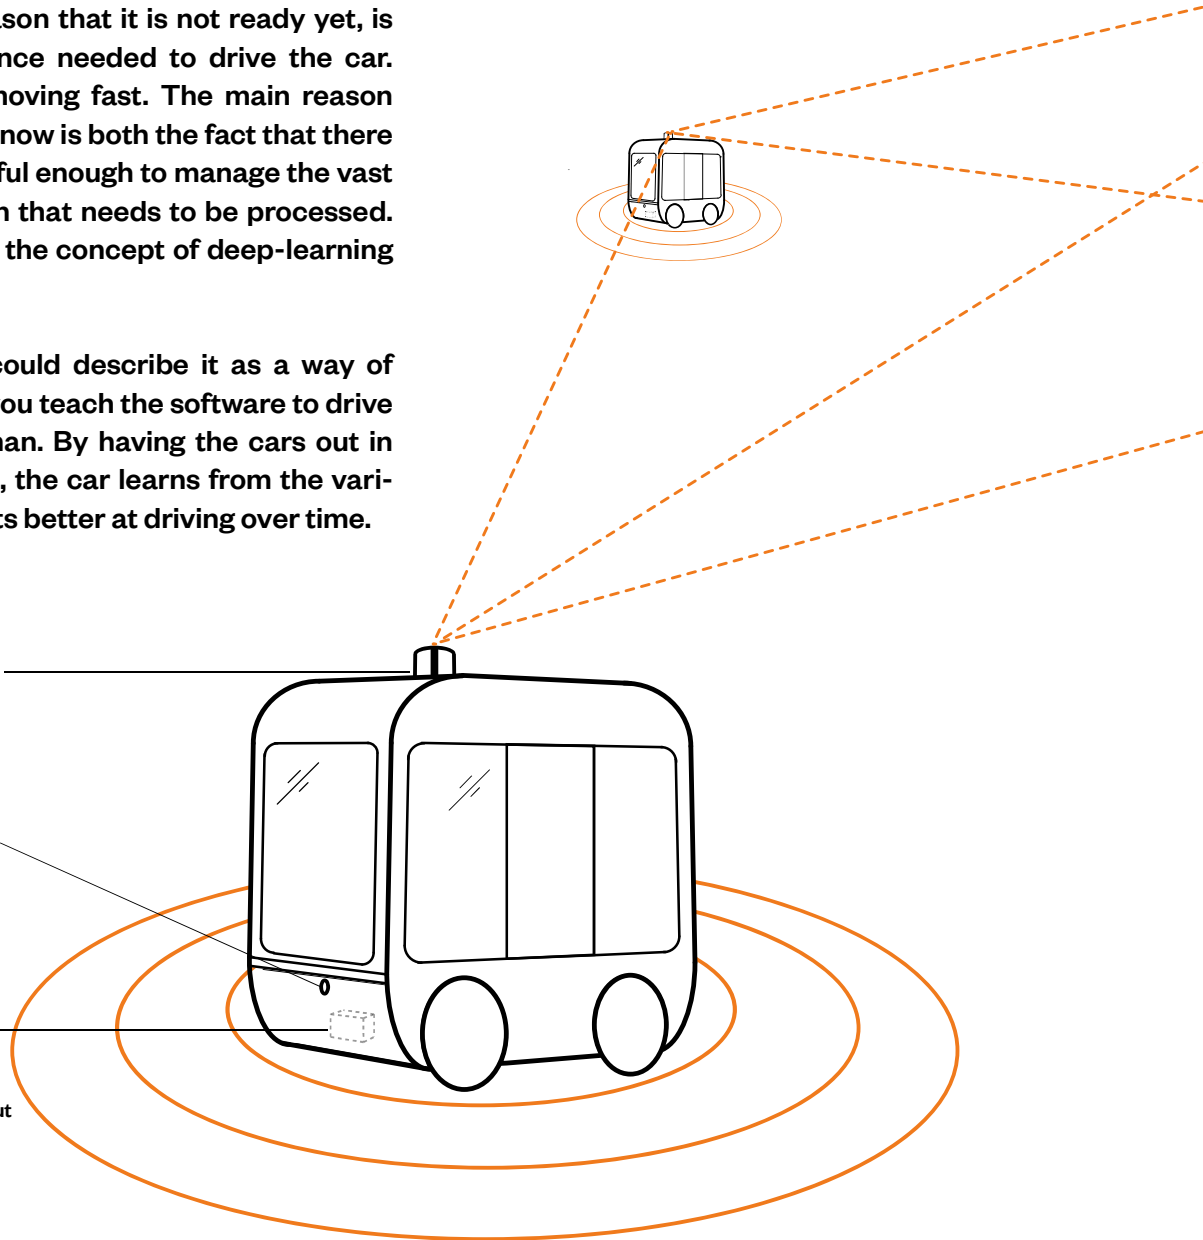 ason that it is not ready yet, is
nce needed to drive the car.
noving fast. The main reason
now is both the fact that there
ful enough to manage the vast
n that needs to be processed.
the concept of deep-learning
could describe it as a way of
you teach the software to drive
nan. By having the cars out in
, the car learns from the vari-
ts better at driving over time.
ut